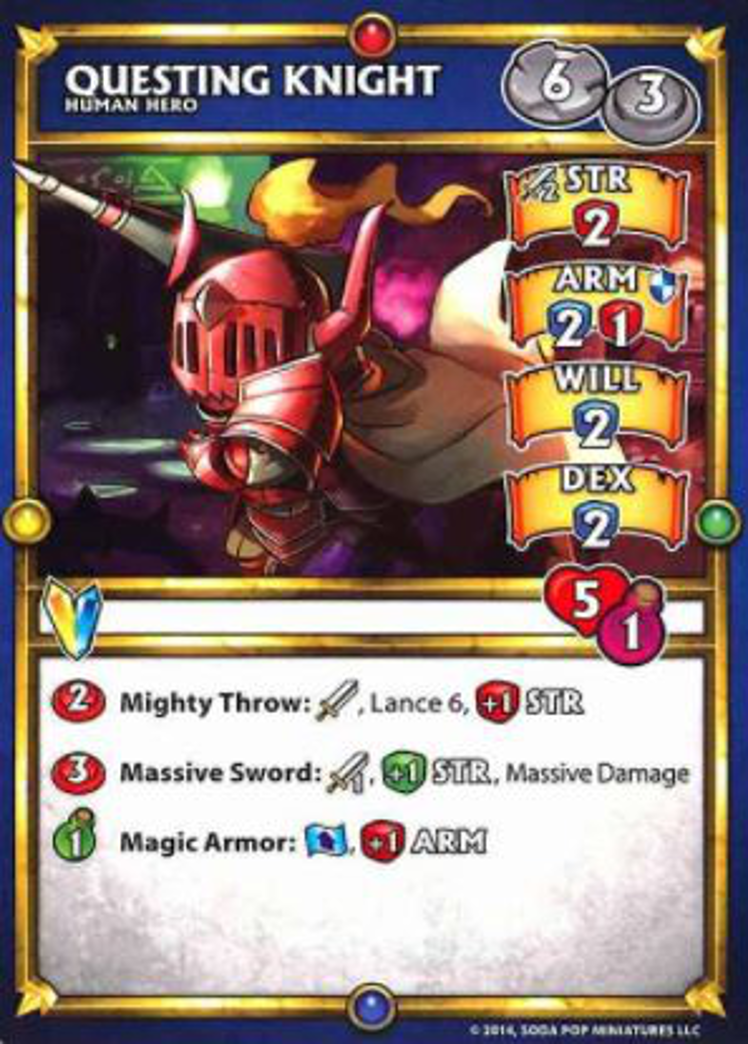 QUESTING KNIGHT
HUMAN HERO
6 3
2 STR
2
ARM
2 1
WILL
2
DEX
2
5 1
2 Mighty Throw: , Lance 6, +1 STR
3 Massive Sword: 1, +1 STR, Massive Damage
1 Magic Armor: , +1 ARM
© 2014, SODA POP MINIATURES LLC